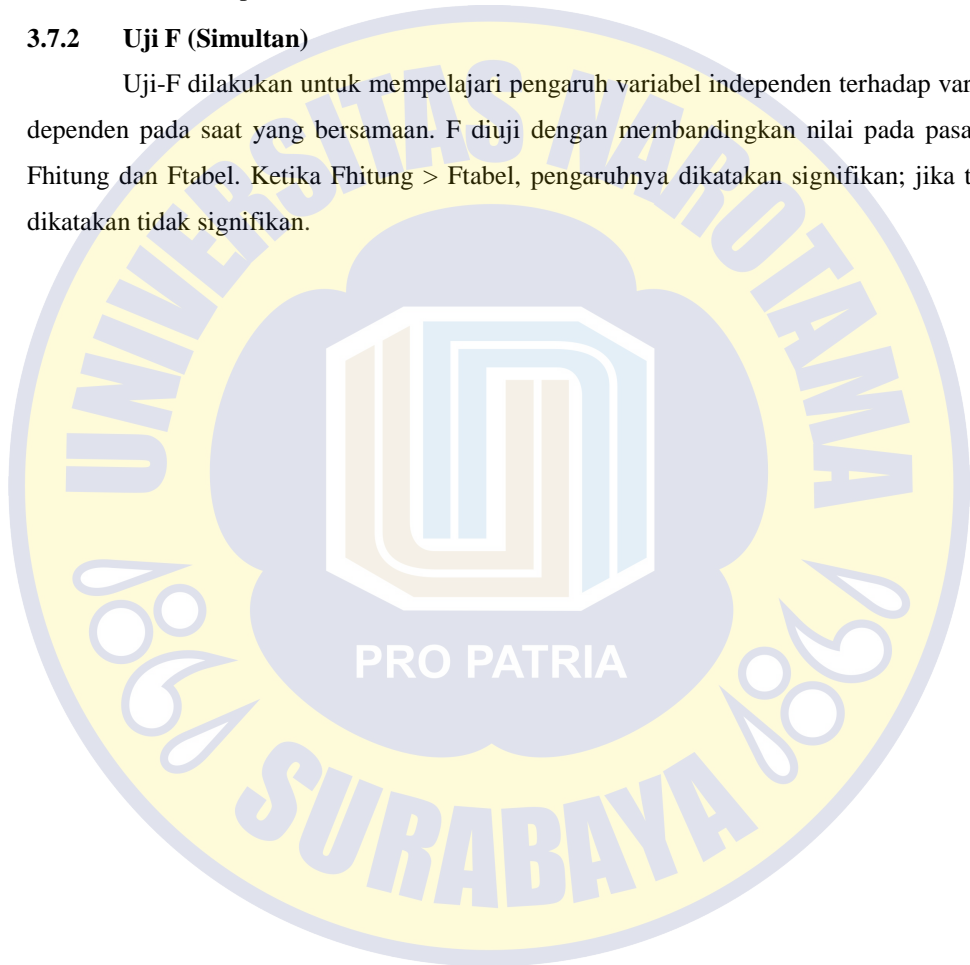 3.7.2 Uji F (Simultan)
Uji-F dilakukan untuk mempelajari pengaruh variabel independen terhadap var
dependen pada saat yang bersamaan. F diuji dengan membandingkan nilai pada pasa
Fhitung dan Ftabel. Ketika Fhitung > Ftabel, pengaruhnya dikatakan signifikan; jika t
dikatakan tidak signifikan.
UNIVERSITAS NAROTAMA
PRO PATRIA
SURABAYA